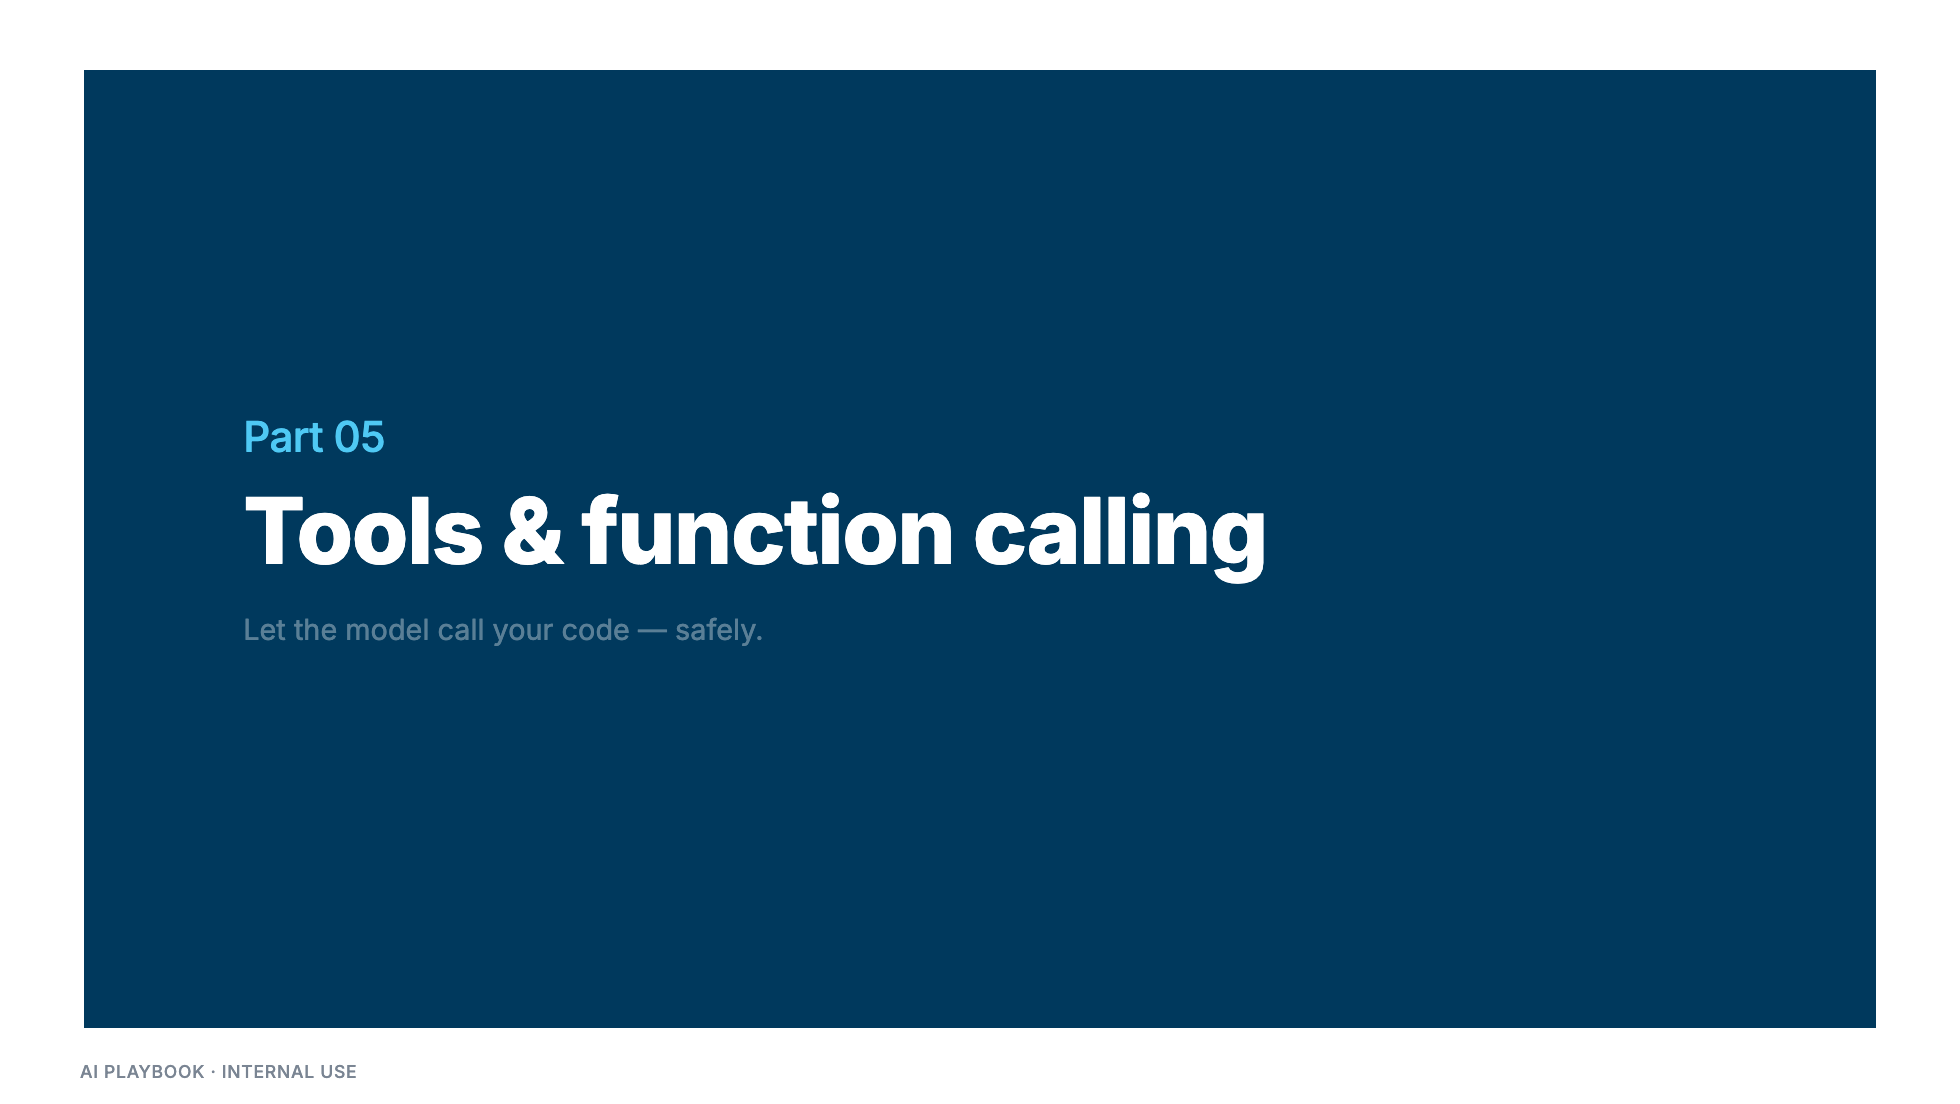 Part 05
Tools & function calling
Let the model call your code — safely.
AI PLAYBOOK · INTERNAL USE